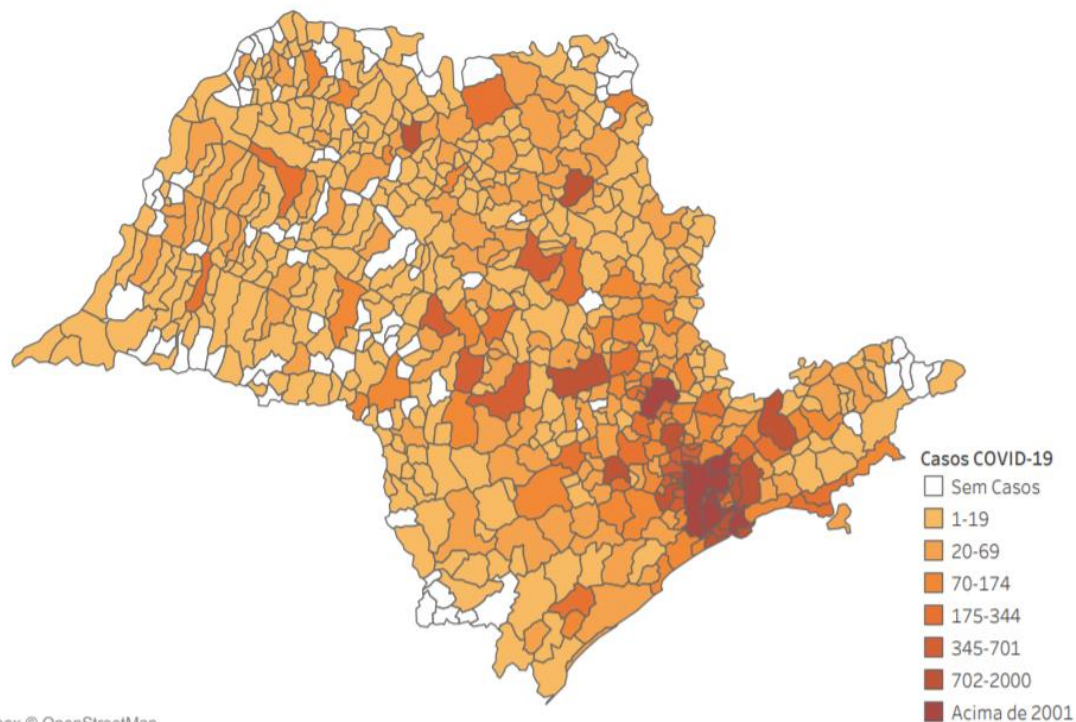 Casos COVID-19
Sem Casos
1-19
20-69
70-174
175-344
345-701
702-2000
Acima de 2001
© OpenStreetMap